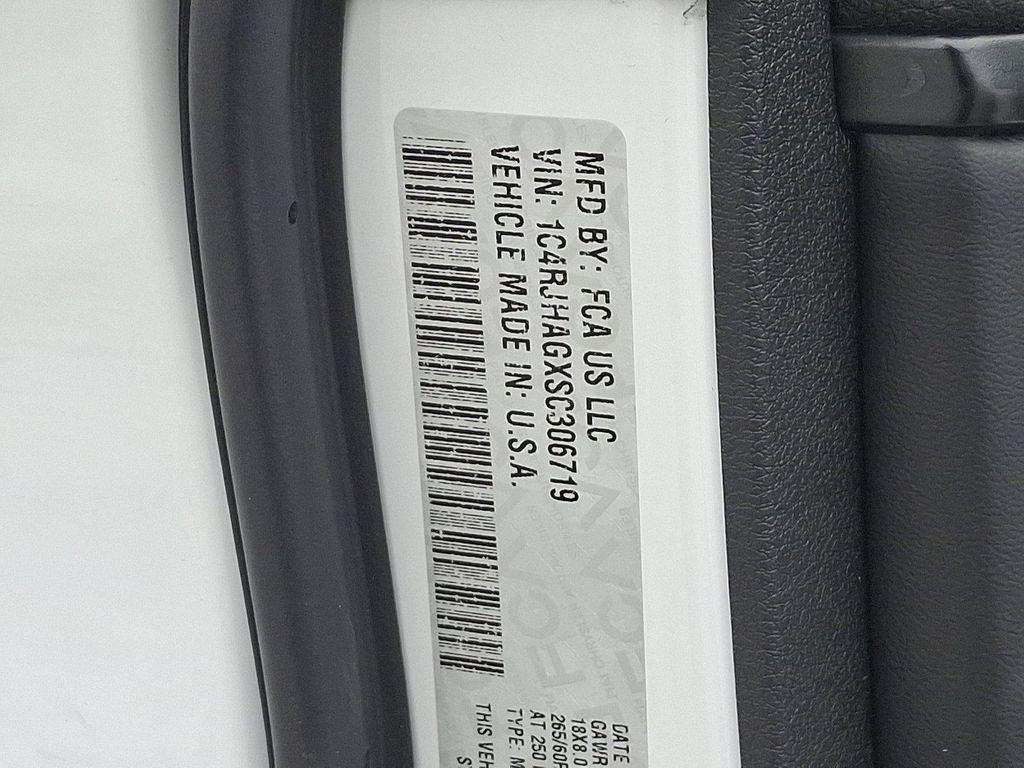 MFD BY: FCA US LLC
VIN: 1C4RJHAGXSC306719
VEHICLE MADE IN: U.S.A.
DATE
GAWR
18X8.0
265/60R
AT 250
TYPE: M
THIS VEH